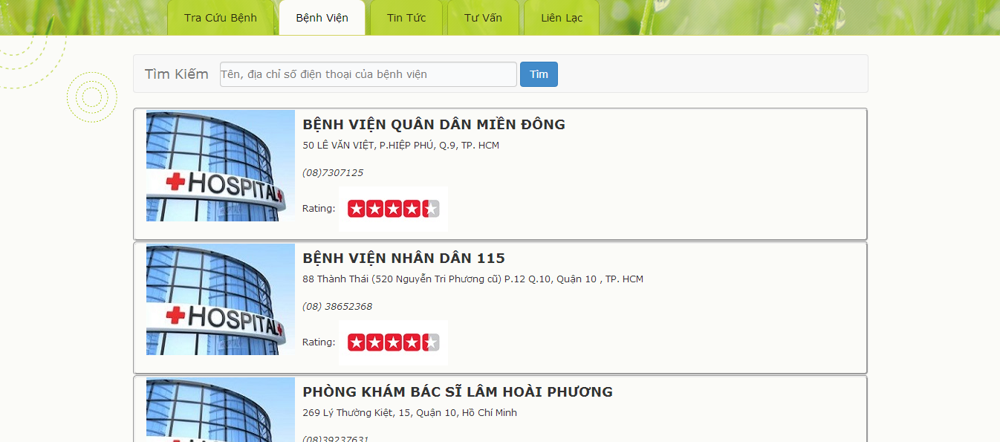 Tra Cứu Bệnh
Bệnh Viện
Tin Tức
Tư Vấn
Liên Lạc
Tìm Kiếm
Tên, địa chỉ số điện thoại của bệnh viện
Tìm
HOSPITAL
BỆNH VIỆN QUÂN DÂN MIỀN ĐÔNG
50 LÊ VĂN VIỆT, P.HIỆP PHÚ, Q.9, TP. HCM
(08)7307125
Rating:
HOSPITAL
BỆNH VIỆN NHÂN DÂN 115
88 Thành Thái (520 Nguyễn Tri Phương cũ) P.12 Q.10, Quận 10 , TP. HCM
(08) 38652368
Rating:
PHÒNG KHÁM BÁC SĨ LÂM HOÀI PHƯƠNG
269 Lý Thường Kiệt, 15, Quận 10, Hồ Chí Minh
(08)39237631